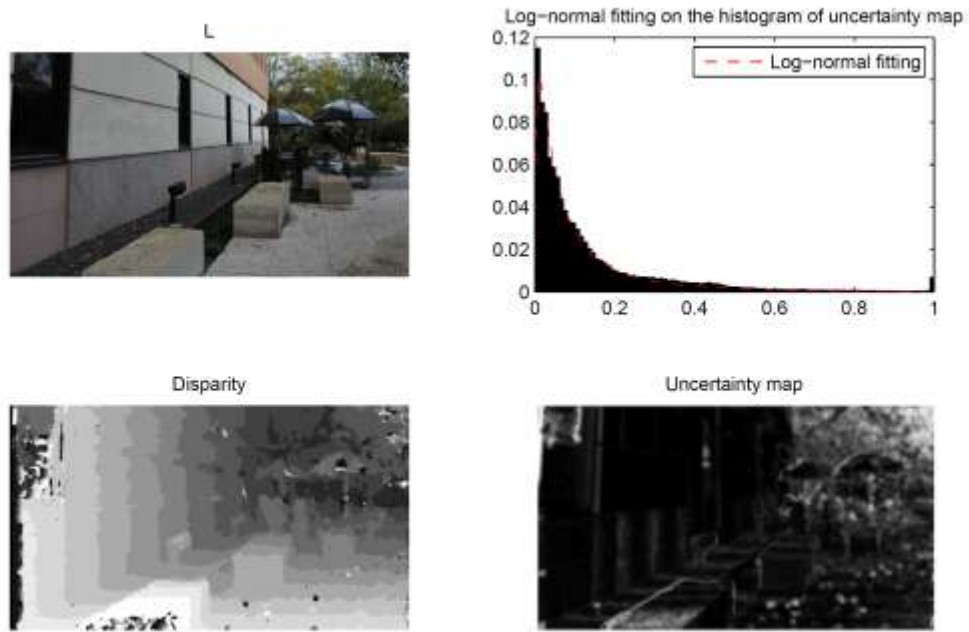 L
Log-normal fitting on the histogram of uncertainty map
0.12
0.1
0.08
0.06
0.04
0.02
0
0
0.2
0.4
0.6
0.8
1
Log-normal fitting
Disparity
Uncertainty map